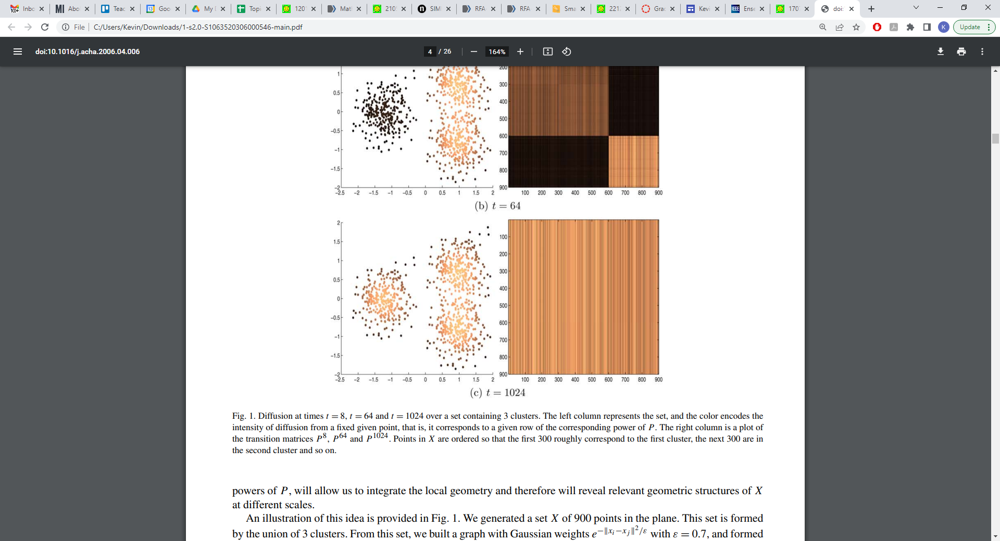 Inbo
Abo
Teac
Goo
My I
Topi
120
Mat
210
SIMI
RFA
RFA
Sma
221
Grac
Kevi
Ense
170
doi:
File C:/Users/Kevin/Downloads/1-s2.0-S1063520306000546-main.pdf
K
Update
doi:10.1016/j.acha.2006.04.006
4 / 26
164%
1
0.5
0
−0.5
−1
−1.5
−2
−2.5 −2 −1.5 −1 −0.5 0 0.5 1 1.5 2
200
300
400
500
600
700
800
900
100 200 300 400 500 600 700 800 900
(b) t = 64
2
1.5
1
0.5
0
−0.5
−1
−1.5
−2
−2.5 −2 −1.5 −1 −0.5 0 0.5 1 1.5 2
100
200
300
400
500
600
700
800
900
100 200 300 400 500 600 700 800 900
(c) t = 1024
Fig. 1. Diffusion at times t = 8, t = 64 and t = 1024 over a set containing 3 clusters. The left column represents the set, and the color encodes the
intensity of diffusion from a fixed given point, that is, it corresponds to a given row of the corresponding power of P. The right column is a plot of
the transition matrices P⁸, P⁶⁴ and P¹⁰²⁴. Points in X are ordered so that the first 300 roughly correspond to the first cluster, the next 300 are in
the second cluster and so on.
powers of P, will allow us to integrate the local geometry and therefore will reveal relevant geometric structures of X
at different scales.
An illustration of this idea is provided in Fig. 1. We generated a set X of 900 points in the plane. This set is formed
by the union of 3 clusters. From this set, we built a graph with Gaussian weights e^{−‖x_i−x_j‖²/ε} with ε = 0.7, and formed